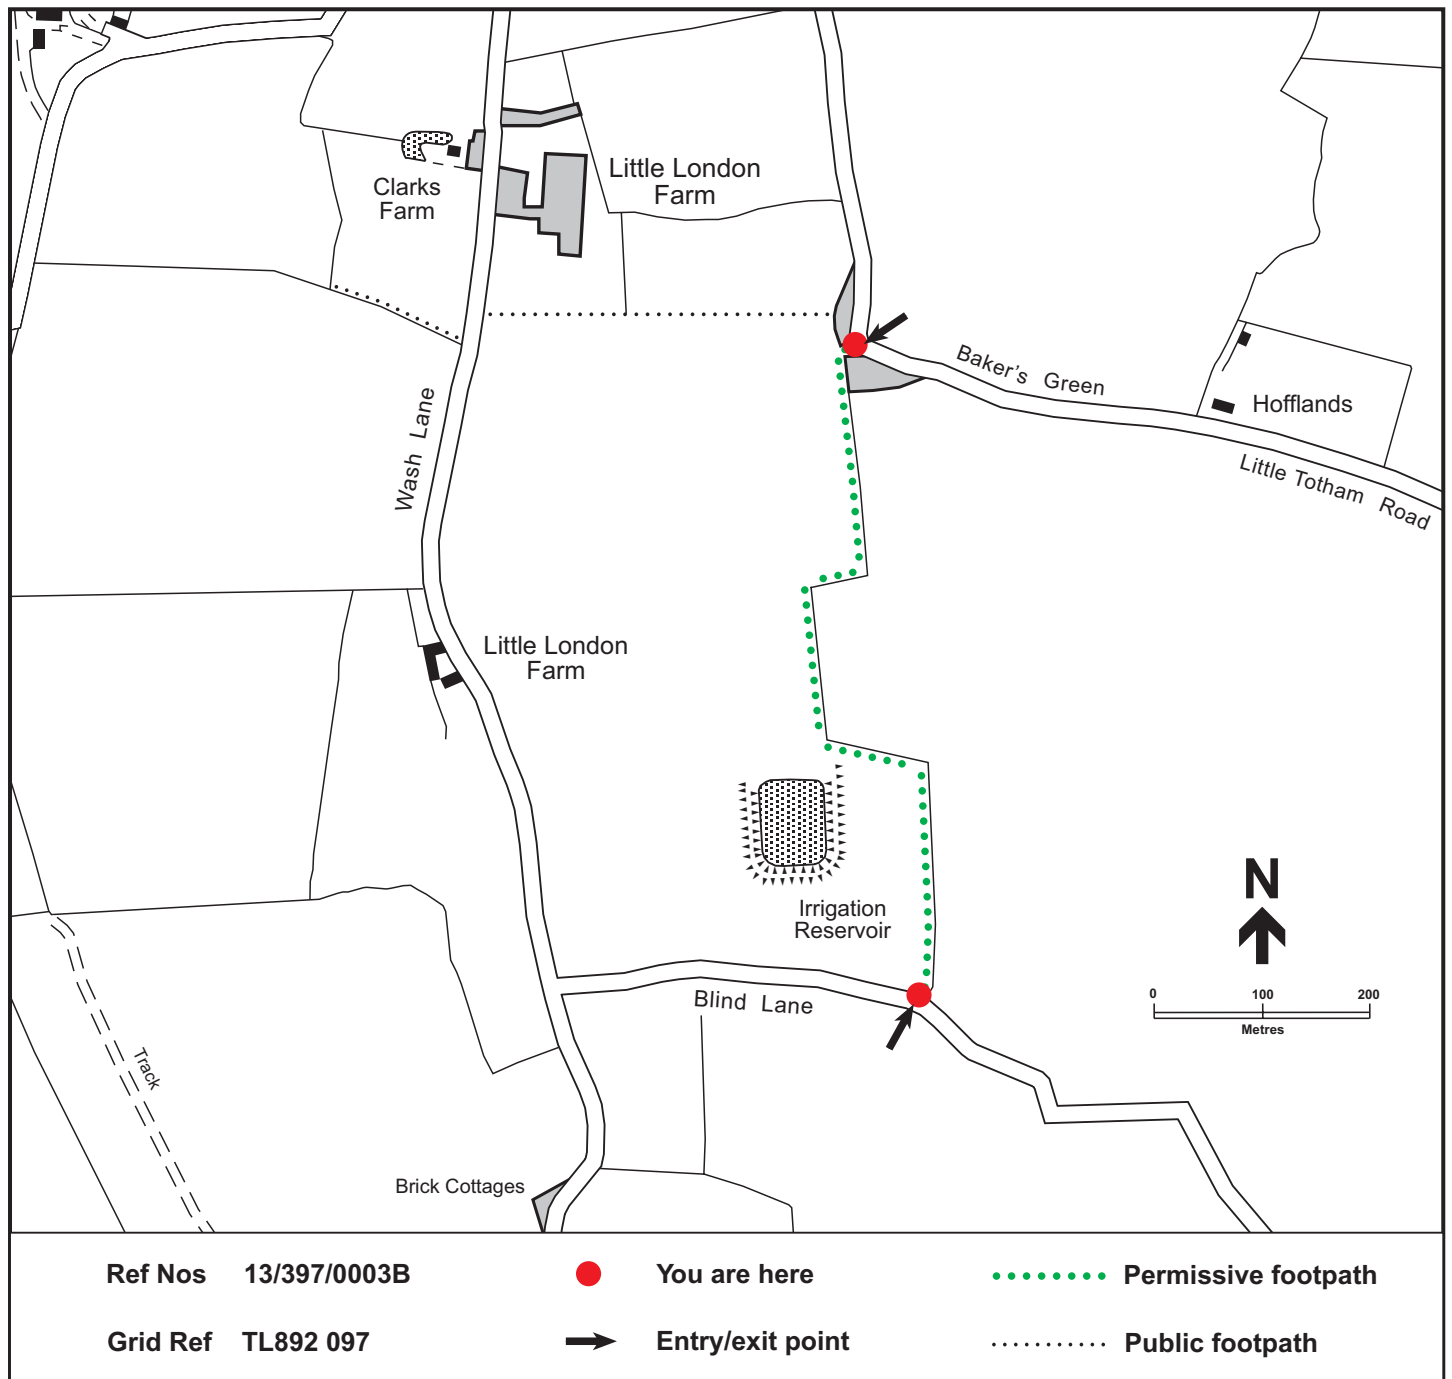 Little London
Farm
Clarks
Farm
Baker's Green
Hofflands
Wash Lane
Little Totham Road
Little London
Farm
Irrigation
Reservoir
N
Blind Lane
0 100 200
Metres
Track
Brick Cottages
Ref Nos 13/397/0003B
You are here
Permissive footpath
Grid Ref TL892 097
Entry/exit point
Public footpath